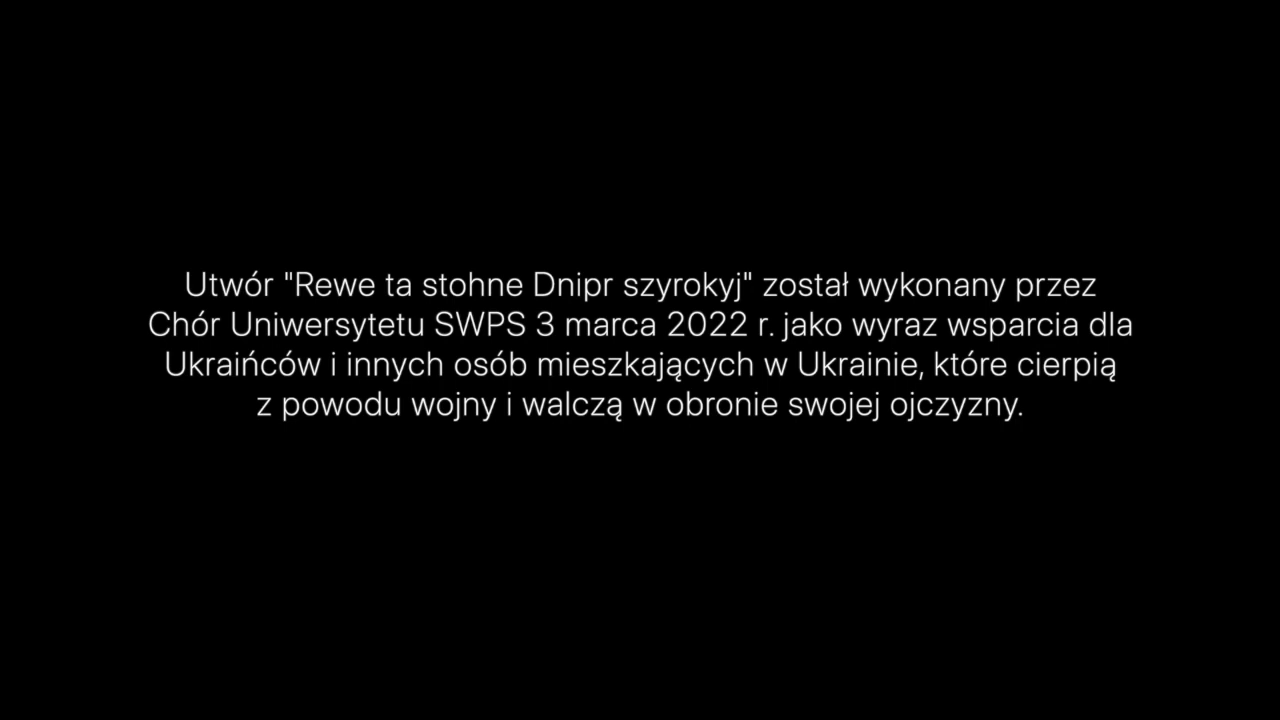 Utwór "Rewe ta stohne Dnipr szyrokyj" został wykonany przez
Chór Uniwersytetu SWPS 3 marca 2022 r. jako wyraz wsparcia dla
Ukraińców i innych osób mieszkających w Ukrainie, które cierpią
z powodu wojny i walczą w obronie swojej ojczyzny.